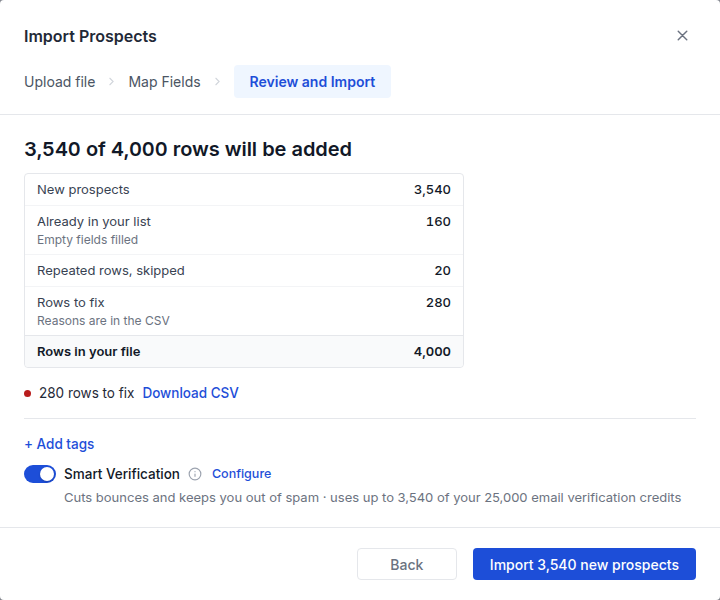 Import Prospects
Upload file
Map Fields
Review and Import
3,540 of 4,000 rows will be added
New prospects 3,540
Already in your list 160
Empty fields filled
Repeated rows, skipped 20
Rows to fix 280
Reasons are in the CSV
Rows in your file 4,000
280 rows to fix Download CSV
+ Add tags
Smart Verification Configure
Cuts bounces and keeps you out of spam · uses up to 3,540 of your 25,000 email verification credits
Back
Import 3,540 new prospects